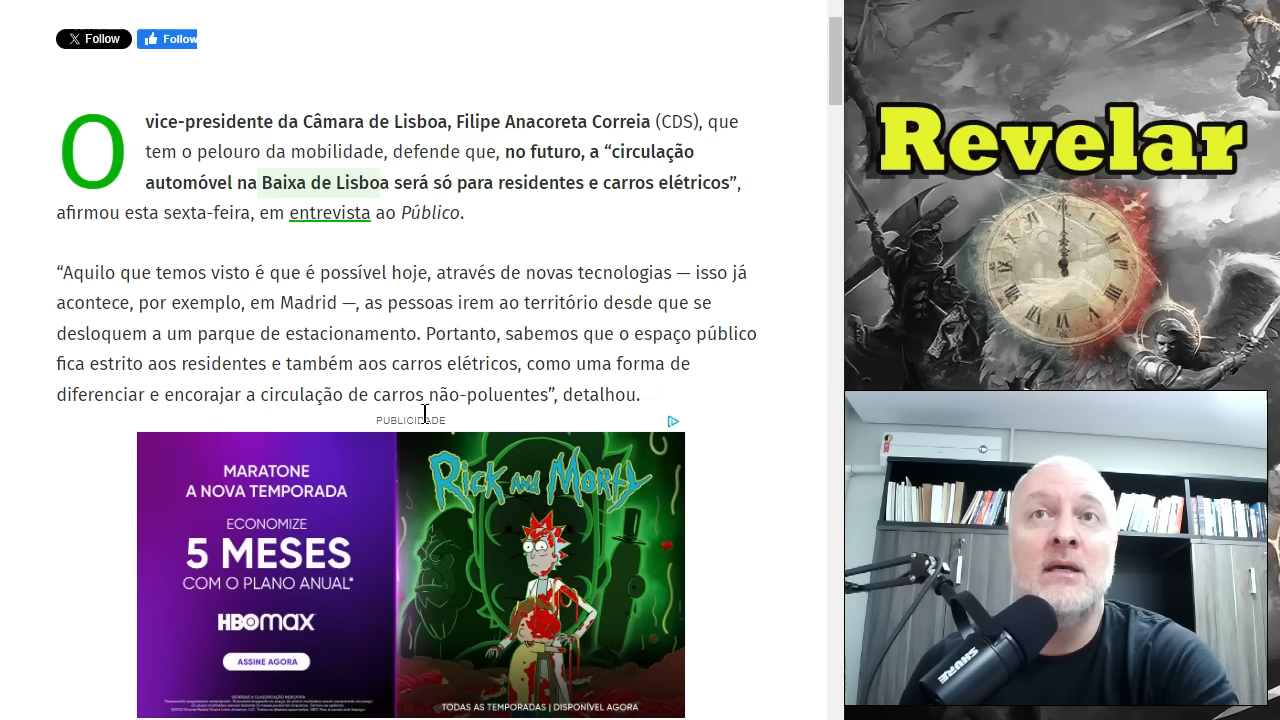 X Follow
Follow
O vice-presidente da Câmara de Lisboa, Filipe Anacoreta Correia (CDS), que
tem o pelouro da mobilidade, defende que, no futuro, a “circulação
automóvel na Baixa de Lisboa será só para residentes e carros elétricos”,
afirmou esta sexta-feira, em entrevista ao Público.
“Aquilo que temos visto é que é possível hoje, através de novas tecnologias — isso já
acontece, por exemplo, em Madrid —, as pessoas irem ao território desde que se
desloquem a um parque de estacionamento. Portanto, sabemos que o espaço público
fica estrito aos residentes e também aos carros elétricos, como uma forma de
diferenciar e encorajar a circulação de carros não-poluentes”, detalhou.
PUBLICIDADE
MARATONE
A NOVA TEMPORADA
ECONOMIZE
5 MESES
COM O PLANO ANUAL*
HBOmax
ASSINE AGORA
RICK AND MORTY
TODAS AS TEMPORADAS | DISPONÍVEL AGORA
Revelar
SHURE